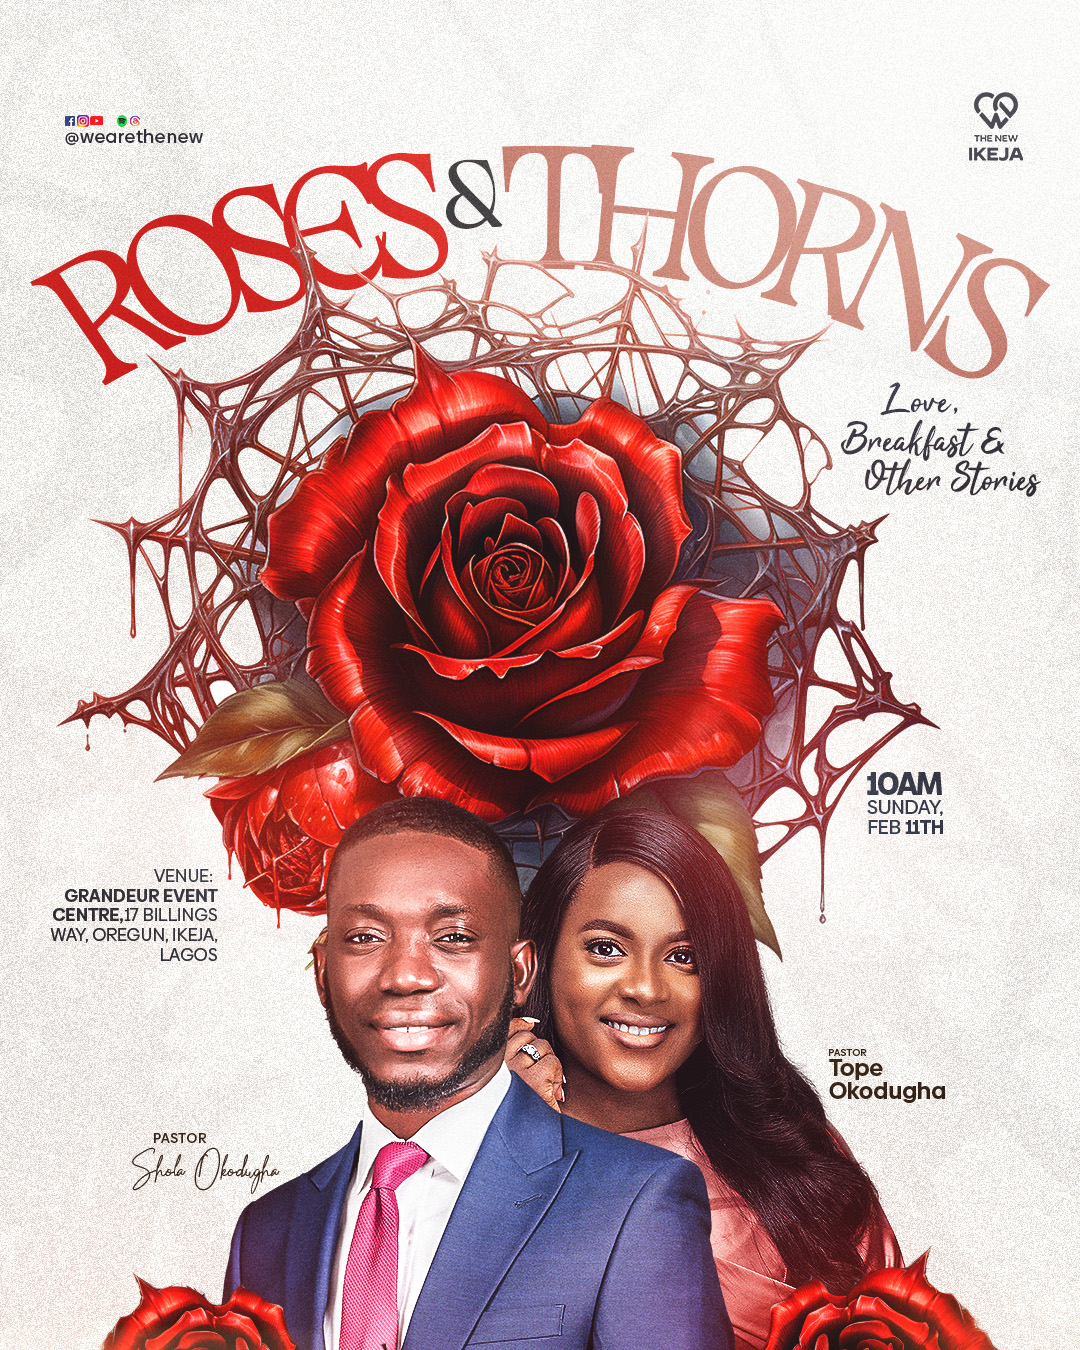 @wearethenew
THE NEW
IKEJA
ROSES & THORNS
Love,
Breakfast &
Other Stories
10AM
SUNDAY,
FEB 11TH
VENUE:
GRANDEUR EVENT
CENTRE,17 BILLINGS
WAY, OREGUN, IKEJA,
LAGOS
PASTOR
Tope
Okodugha
PASTOR
Shola Okodugha